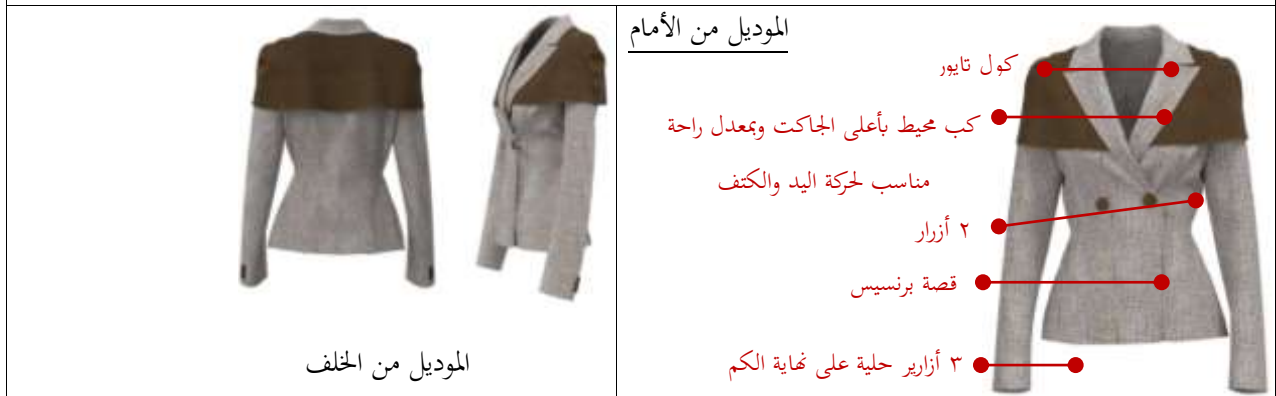 الموديل من الأمام
كول تايور
كب محيط بأعلى الجاكت وبمعدل راحة
مناسب لحركة اليد والكتف
٢ أزرار
قصة برنسيس
٣ أزارير حلية على نهاية الكم
الموديل من الخلف